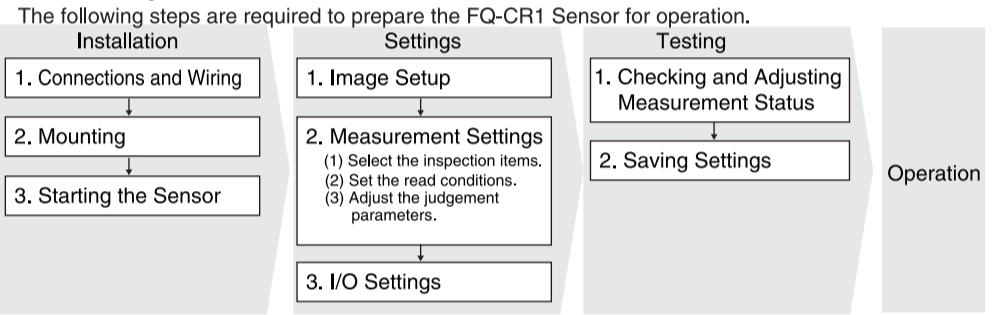 The following steps are required to prepare the FQ-CR1 Sensor for operation.
Installation
1. Connections and Wiring
2. Mounting
3. Starting the Sensor
Settings
1. Image Setup
2. Measurement Settings
(1) Select the inspection items.
(2) Set the read conditions.
(3) Adjust the judgement
parameters.
3. I/O Settings
Testing
1. Checking and Adjusting
Measurement Status
2. Saving Settings
Operation